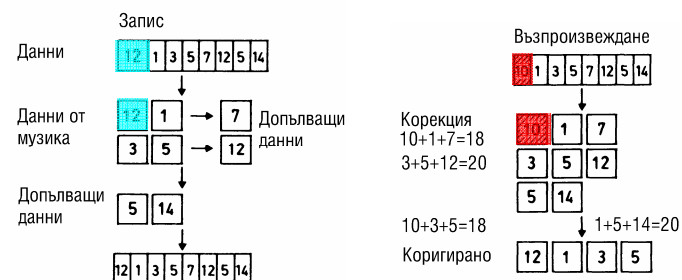 Запис
Данни
12 1 3 5 7 12 5 14
Данни от
музика
12 1 7
Допълващи
данни
3 5 12
Допълващи
данни
5 14
12 1 3 5 7 12 5 14
Възпроизвеждане
10 1 3 5 7 12 5 14
Корекция
10+1+7=18
3+5+12=20
10 1 7
3 5 12
5 14
10+3+5=18
1+5+14=20
Коригирано
12 1 3 5